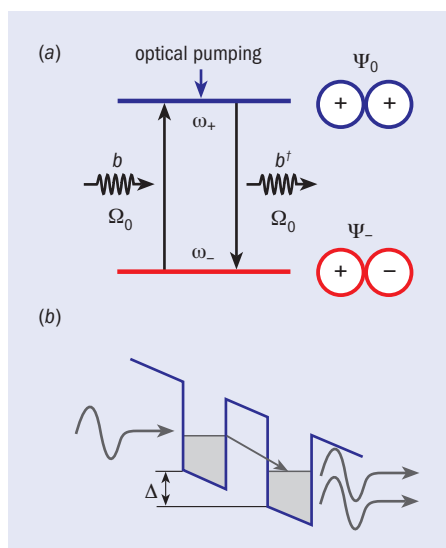 (a)
optical pumping
Ψ₀
+ +
ω₊
b
b†
Ω₀
Ω₀
Ψ₋
ω₋
+ −
(b)
Δ